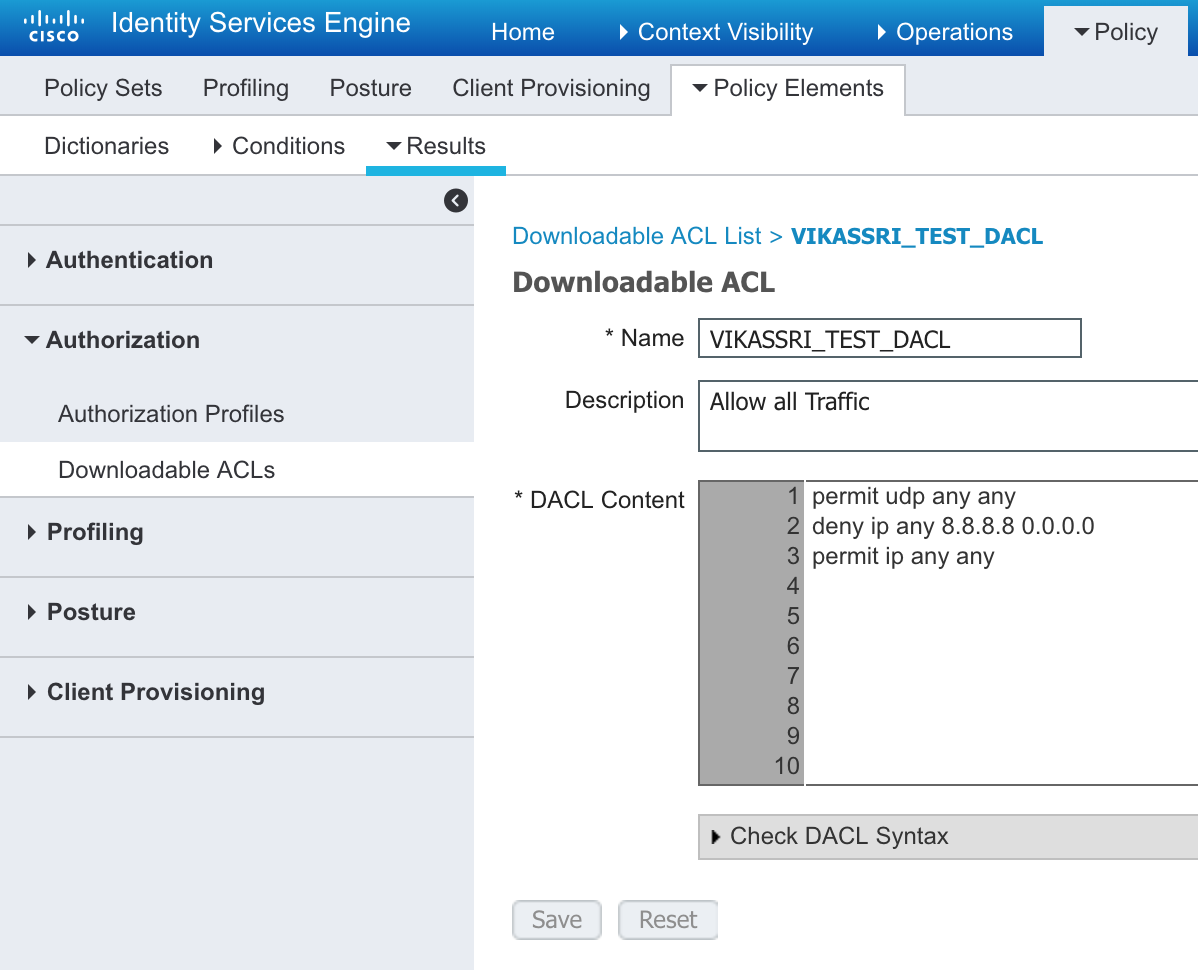 CISCO Identity Services Engine Home Context Visibility Operations Policy
Policy Sets Profiling Posture Client Provisioning Policy Elements
Dictionaries Conditions Results
Authentication
Authorization
Authorization Profiles
Downloadable ACLs
Profiling
Posture
Client Provisioning
Downloadable ACL List > VIKASSRI_TEST_DACL
Downloadable ACL
* Name VIKASSRI_TEST_DACL
Description Allow all Traffic
* DACL Content
1 permit udp any any
2 deny ip any 8.8.8.8 0.0.0.0
3 permit ip any any
4
5
6
7
8
9
10
Check DACL Syntax
Save Reset